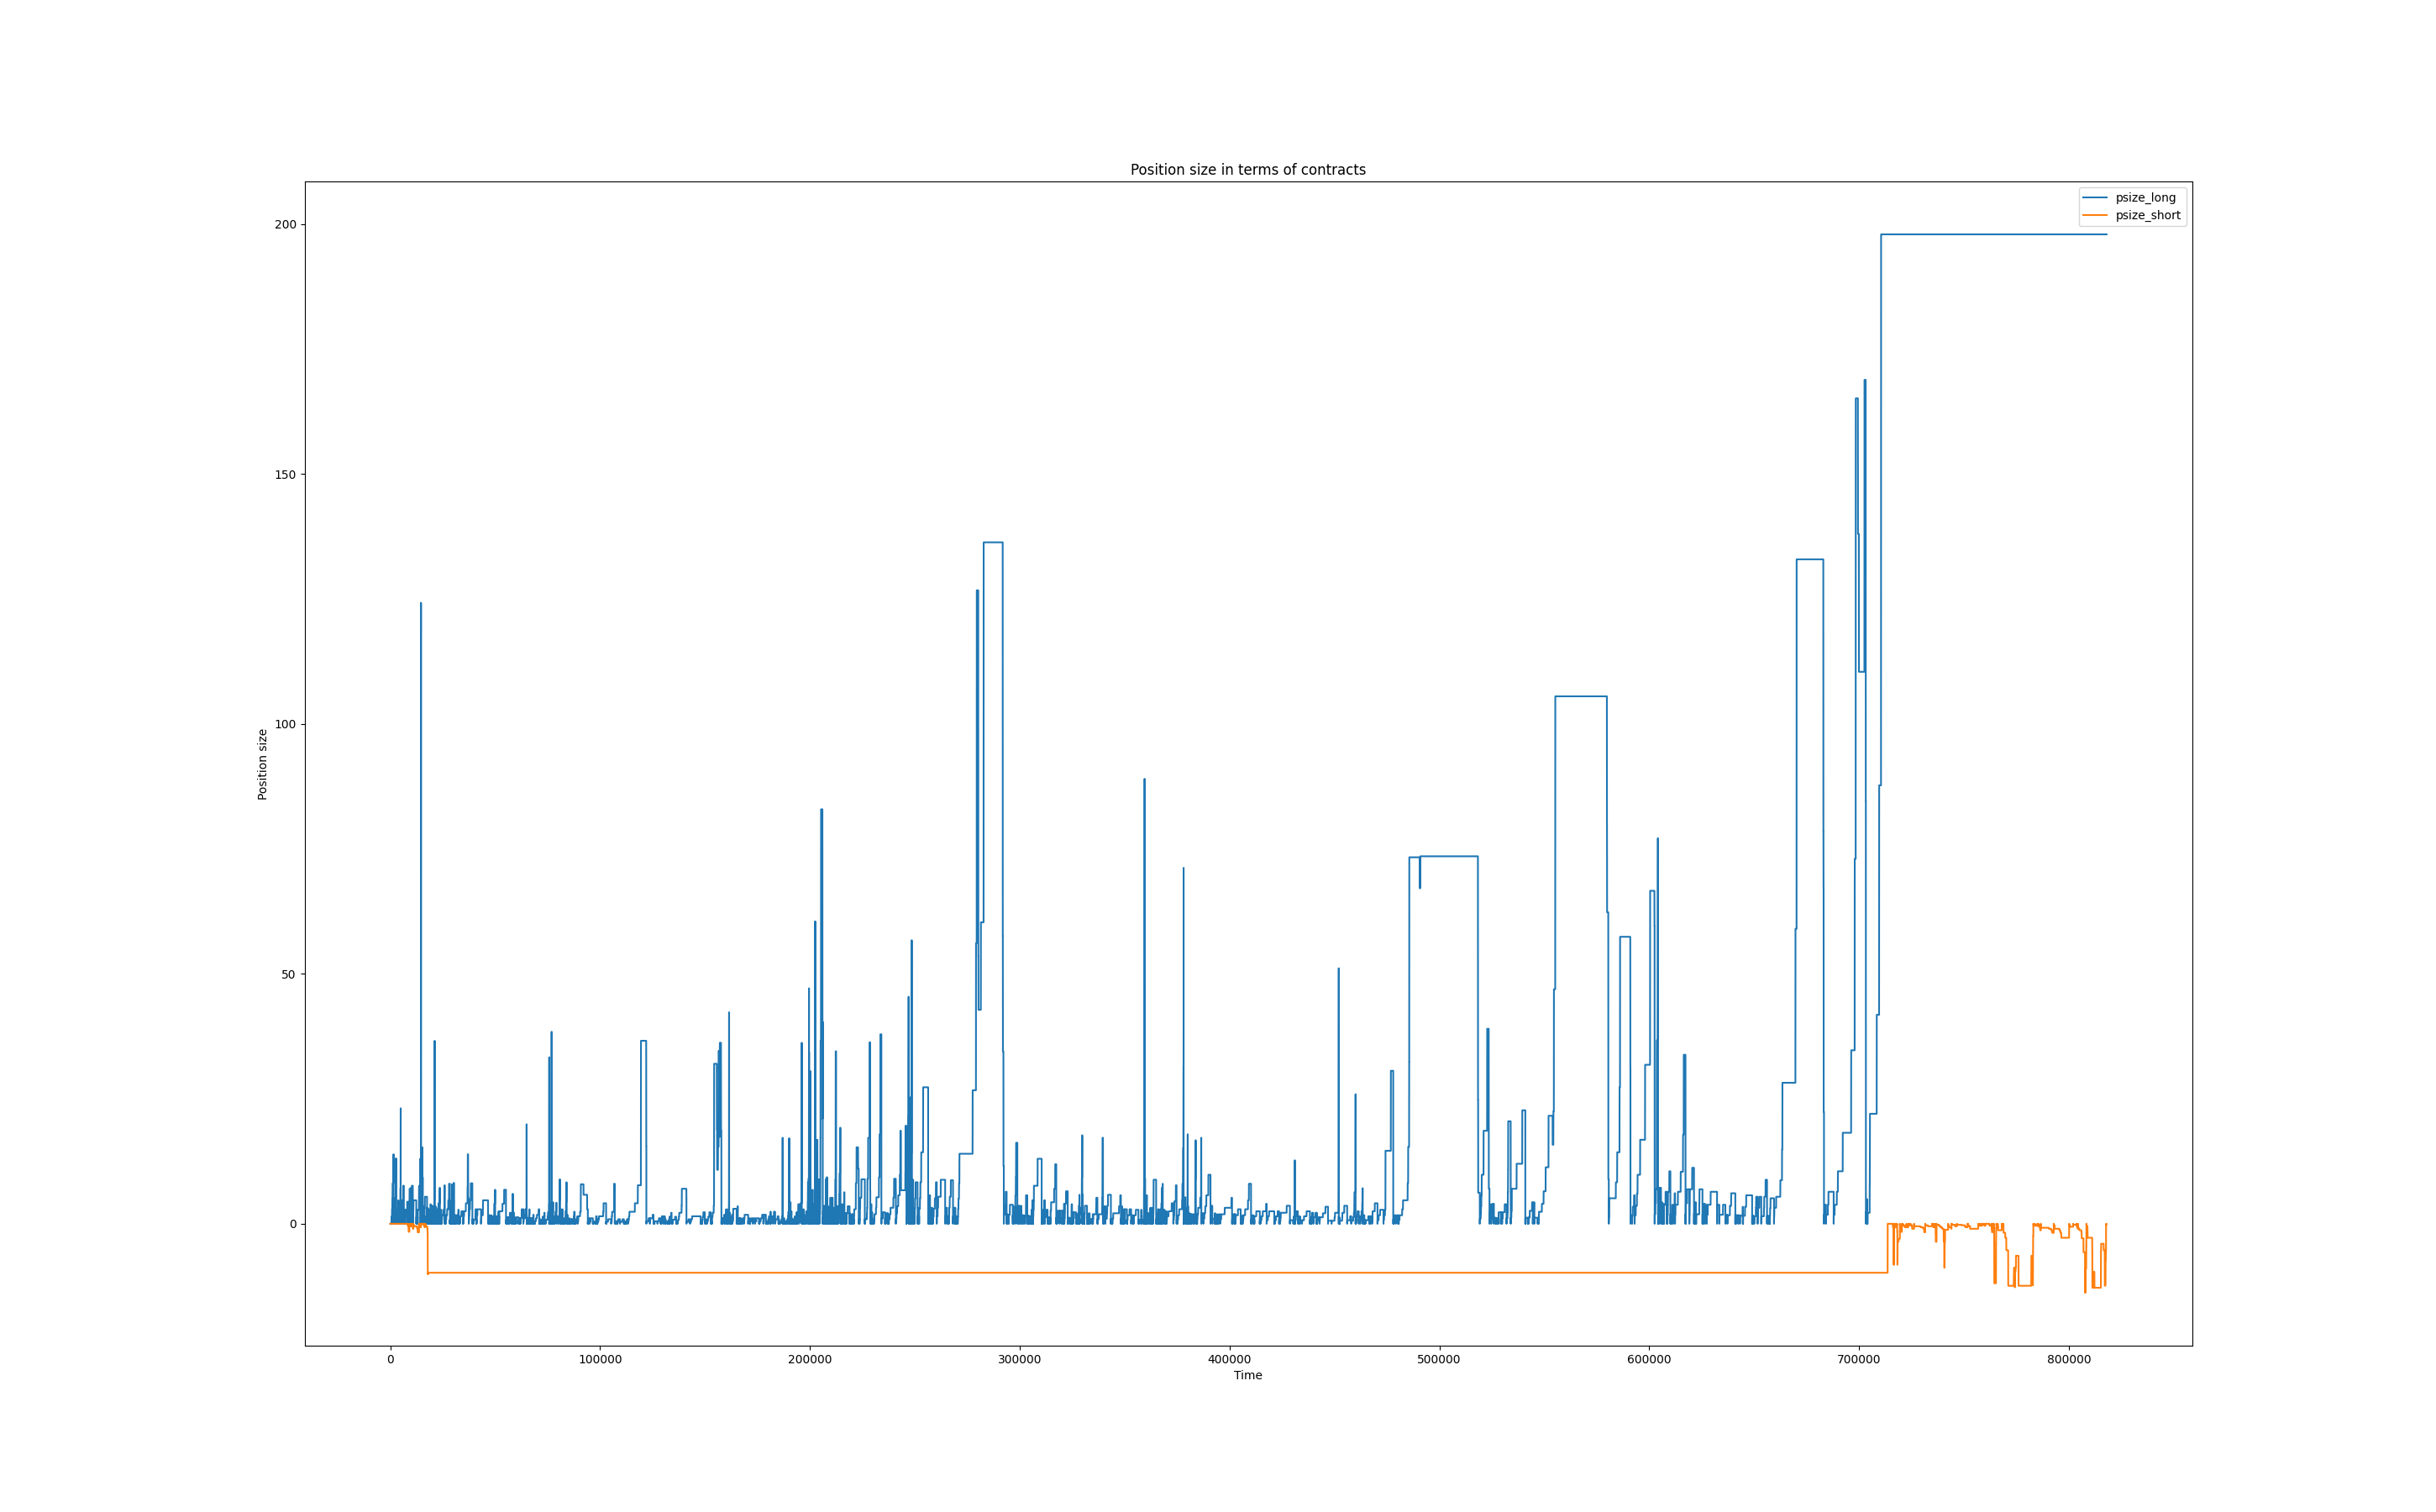 Position size in terms of contracts
psize_long
psize_short
200
150
100
50
0
Position size
0
100000
200000
300000
400000
500000
600000
700000
800000
Time